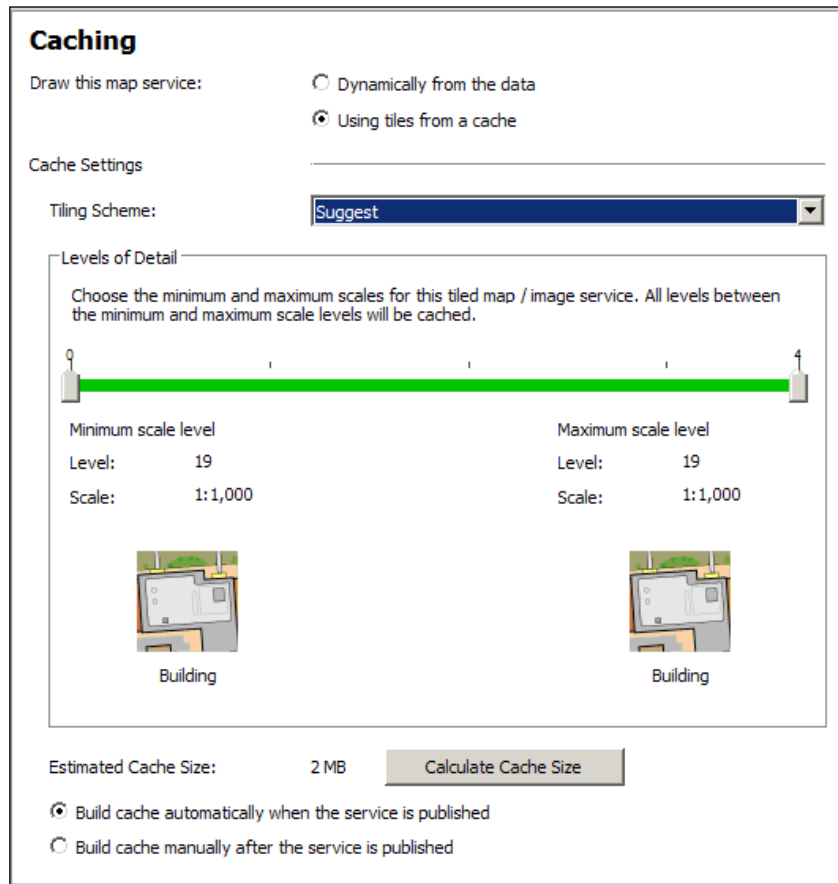 Caching
Draw this map service:
Dynamically from the data
Using tiles from a cache
Cache Settings
Tiling Scheme:
Suggest
Levels of Detail
Choose the minimum and maximum scales for this tiled map / image service. All levels between
the minimum and maximum scale levels will be cached.
0 4
Minimum scale level
Level: 19
Scale: 1:1,000
Building
Maximum scale level
Level: 19
Scale: 1:1,000
Building
Estimated Cache Size: 2 MB
Calculate Cache Size
Build cache automatically when the service is published
Build cache manually after the service is published